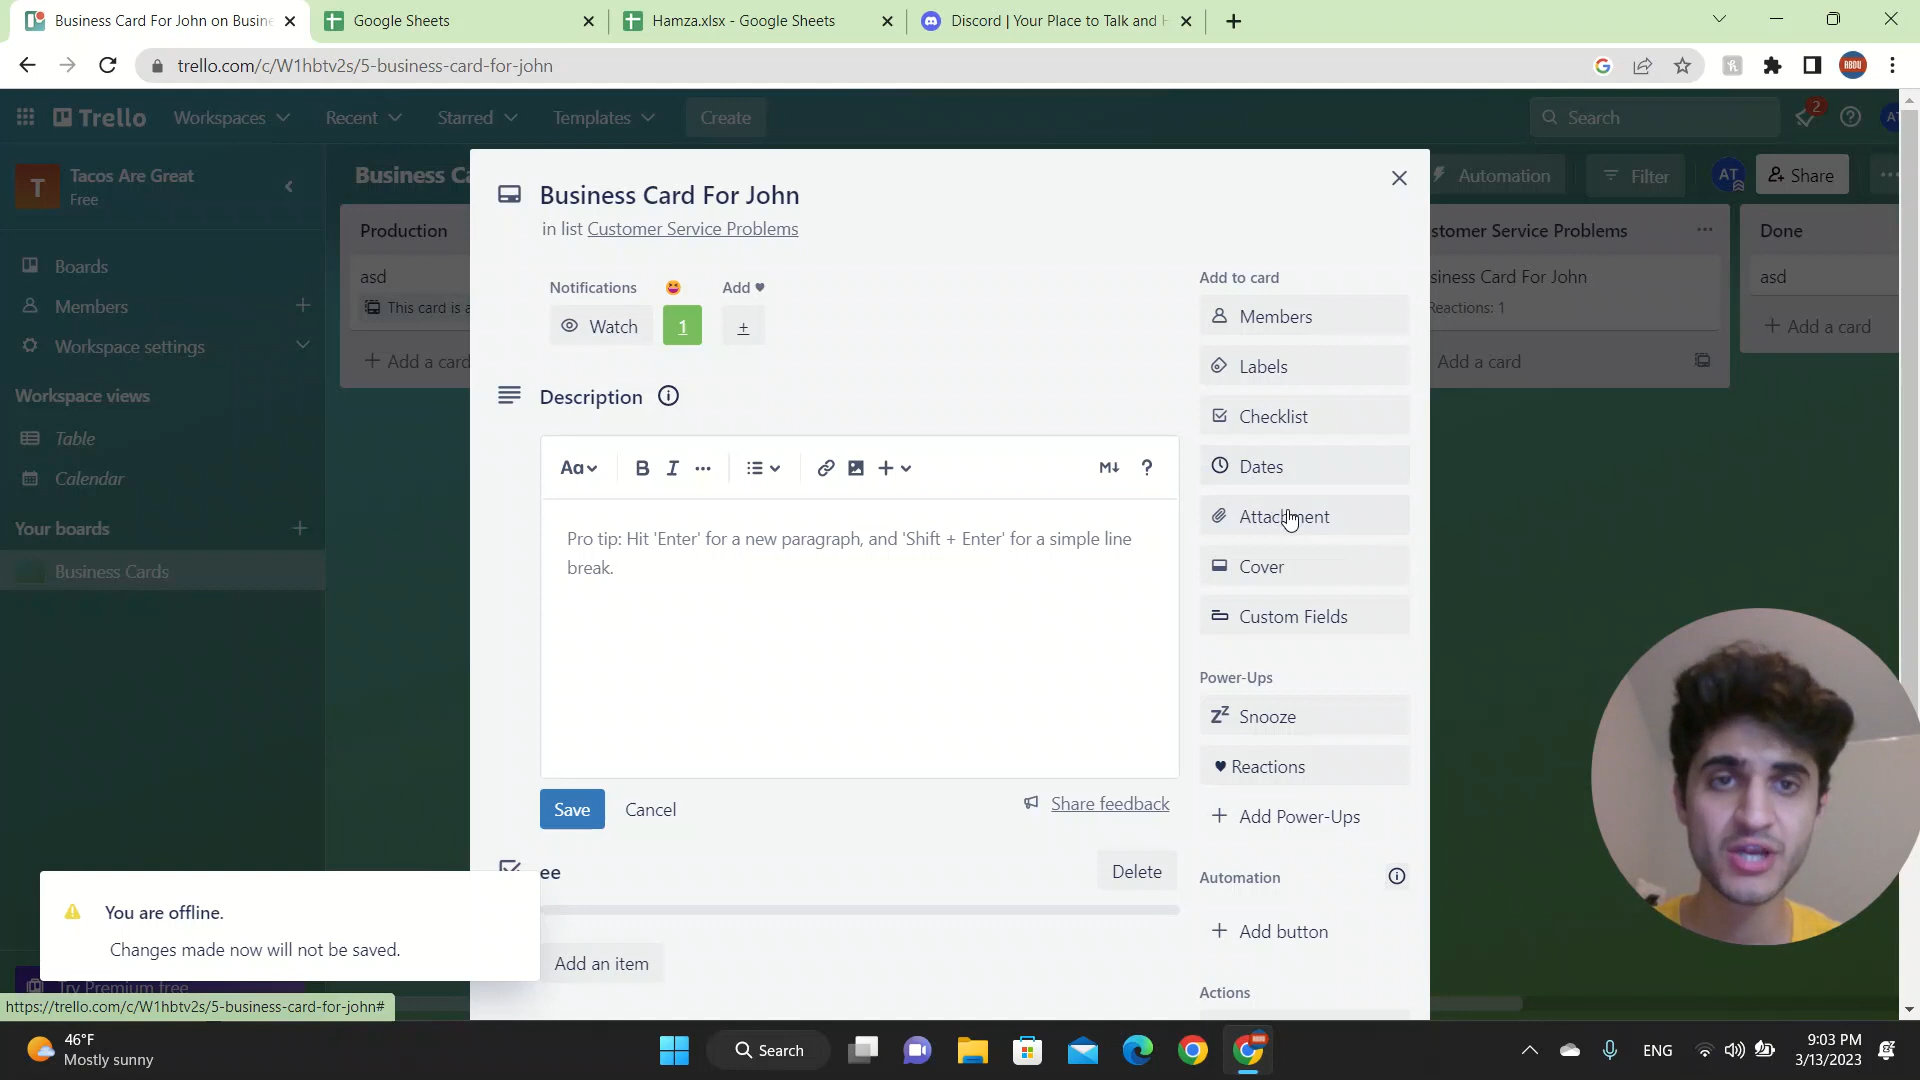 Business Card For John on Busine
Google Sheets
Hamza.xlsx - Google Sheets
Discord | Your Place to Talk and H
trello.com/c/W1hbtv2s/5-business-card-for-john
ABDU
Trello
Workspaces
Recent
Starred
Templates
Create
Search
2
AT
T
Tacos Are Great
Free
Business Ca
Automation
Filter
AT
Share
Boards
Members
Workspace settings
Workspace views
Table
Calendar
Your boards
Business Cards
Try Premium free
Production
asd
This card is a
Add a card
Business Card For John
in list Customer Service Problems
Notifications
Add ♥
Watch
1
+
Description
Aa
B I
M↓ ?
Pro tip: Hit 'Enter' for a new paragraph, and 'Shift + Enter' for a simple line
break.
Save
Cancel
Share feedback
ee
Delete
Add an item
Add to card
Members
Labels
Checklist
Dates
Attachment
Cover
Custom Fields
Power-Ups
Snooze
♥ Reactions
Add Power-Ups
Automation
Add button
Actions
stomer Service Problems
siness Card For John
Reactions: 1
Add a card
Done
asd
Add a card
You are offline.
Changes made now will not be saved.
https://trello.com/c/W1hbtv2s/5-business-card-for-john#
46°F
Mostly sunny
Search
ENG
9:03 PM
3/13/2023